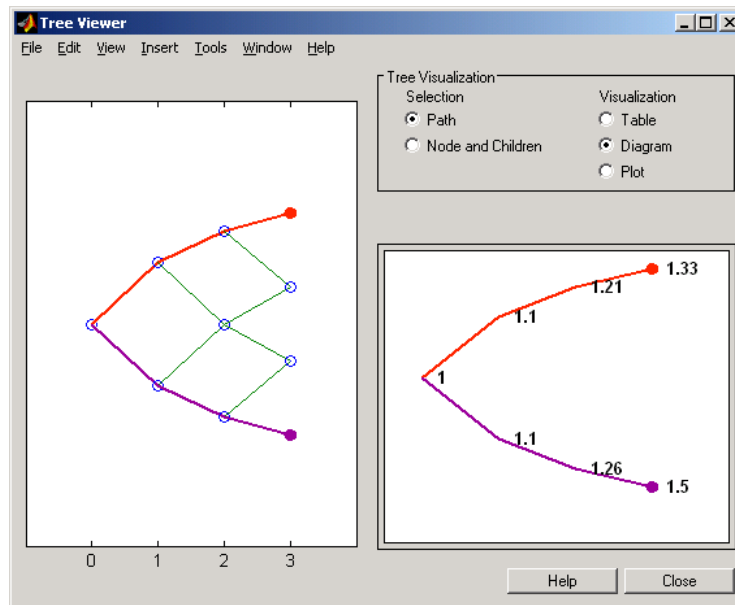 Tree Viewer
File Edit View Insert Tools Window Help
Tree Visualization
Selection
Path
Node and Children
Visualization
Table
Diagram
Plot
0 1 2 3
1.33
1.21
1.1
1
1.1
1.26
1.5
Help Close